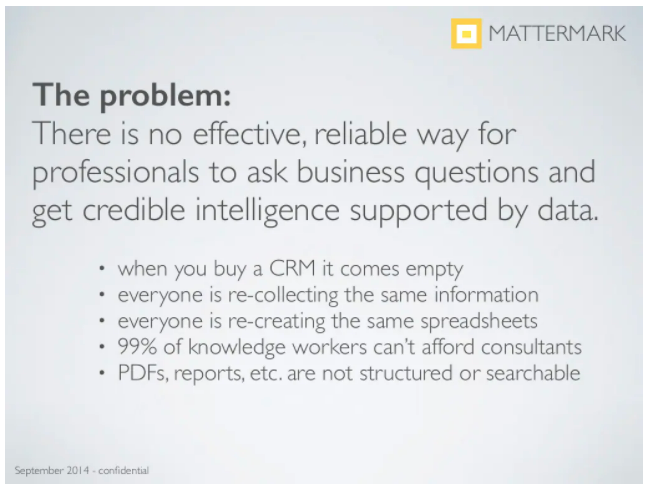 MATTERMARK
The problem:
There is no effective, reliable way for
professionals to ask business questions and
get credible intelligence supported by data.
• when you buy a CRM it comes empty
• everyone is re-collecting the same information
• everyone is re-creating the same spreadsheets
• 99% of knowledge workers can't afford consultants
• PDFs, reports, etc. are not structured or searchable
September 2014 - confidential